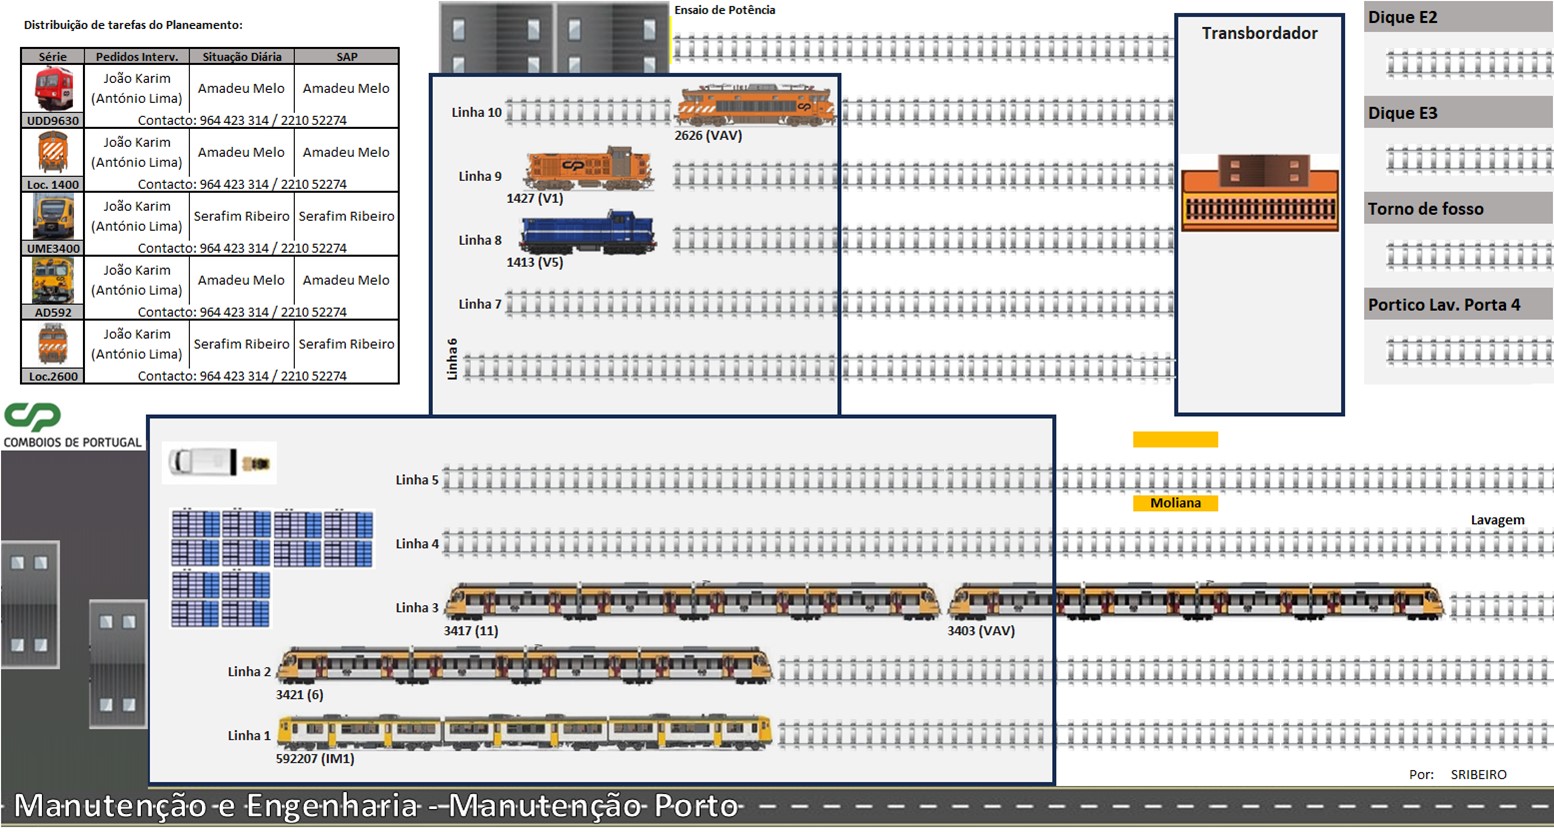 Distribuição de tarefas do Planeamento:
Série Pedidos Interv. Situação Diária SAP
João Karim
(António Lima) Amadeu Melo Amadeu Melo
UDD9630 Contacto: 964 423 314 / 2210 52274
João Karim
(António Lima) Amadeu Melo Amadeu Melo
Loc. 1400 Contacto: 964 423 314 / 2210 52274
João Karim
(António Lima) Serafim Ribeiro Serafim Ribeiro
UME3400 Contacto: 964 423 314 / 2210 52274
João Karim
(António Lima) Amadeu Melo Amadeu Melo
AD592 Contacto: 964 423 314 / 2210 52274
João Karim
(António Lima) Serafim Ribeiro Serafim Ribeiro
Loc.2600 Contacto: 964 423 314 / 2210 52274
CP
COMBOIOS DE PORTUGAL
Ensaio de Potência
Linha 10
2626 (VAV)
Linha 9
CP
1427 (V1)
Linha 8
1413 (V5)
Linha 7
Linha 6
Transbordador
Dique E2
Dique E3
Torno de fosso
Portico Lav. Porta 4
Linha 5
Moliana
Lavagem
Linha 4
Linha 3
3417 (11)
3403 (VAV)
Linha 2
3421 (6)
Linha 1
592207 (IM1)
Por: SRIBEIRO
Manutenção e Engenharia - Manutenção Porto